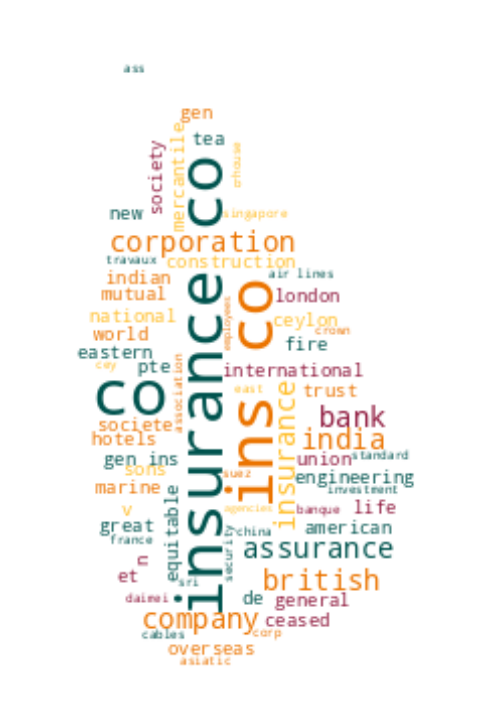 ass
gen
tea
mercantile
society
crhouse
insurance co
new
singapore
corporation
travaux
construction
air lines
indian
ins co
mutual
london
employees
national
ceylon
world
crown
fire
eastern
cey
pte
association
international
co
east
insurance
trust
bank
societe
hotels
india
gen ins
union
standard
sons
suez
engineering
marine
investment
equitable
v
agencies
banque
life
great
security
china
american
france
assurance
n
et
sri
british
daimei
de
general
company
ceased
cables
corp
overseas
asiatic